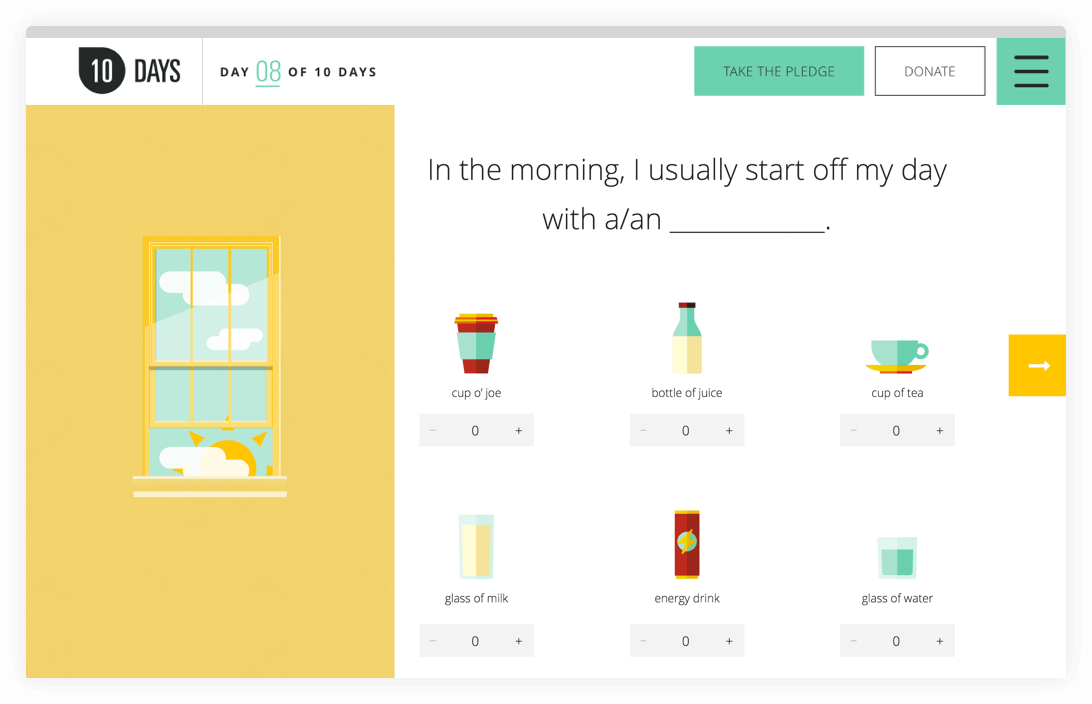 10 DAYS
DAY 08 OF 10 DAYS
TAKE THE PLEDGE
DONATE
In the morning, I usually start off my day
with a/an ____________.
cup o’ joe
bottle of juice
cup of tea
− 0 +
− 0 +
− 0 +
glass of milk
energy drink
glass of water
− 0 +
− 0 +
− 0 +